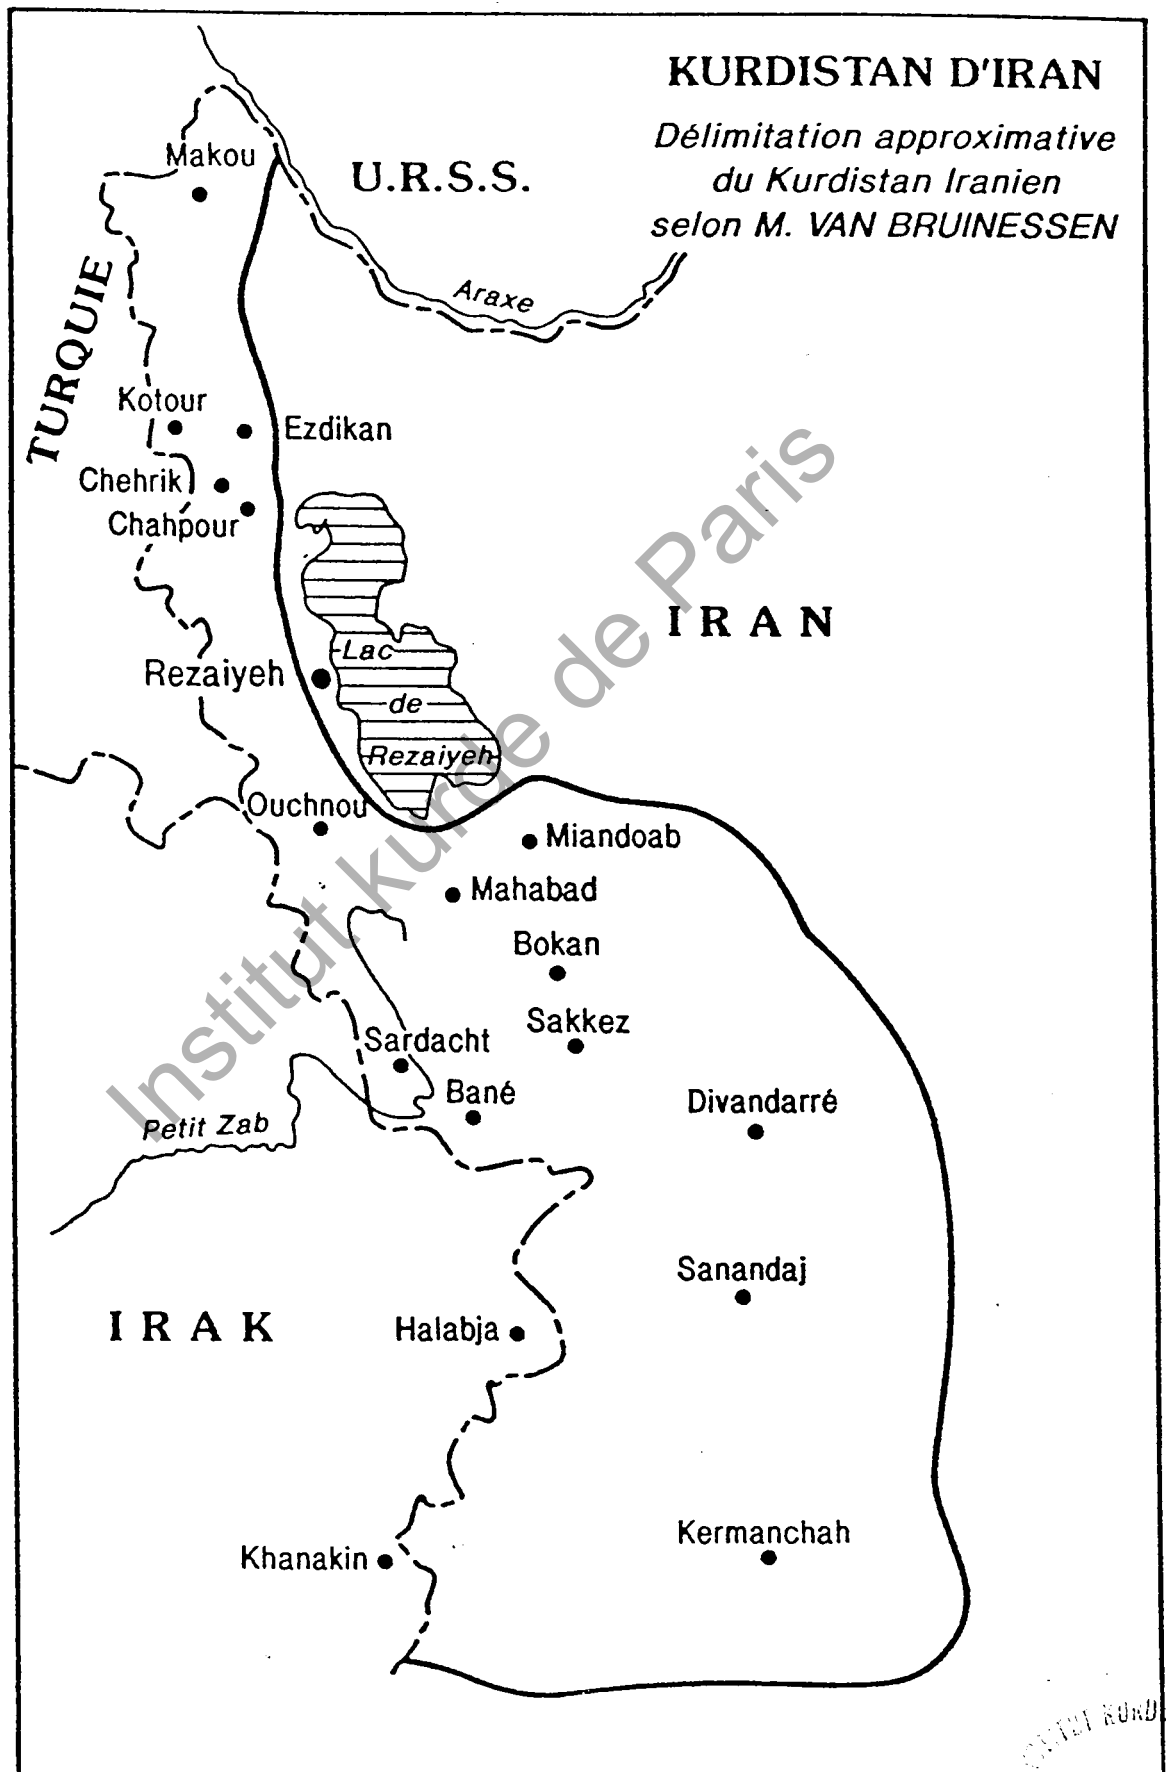 KURDISTAN D'IRAN
Délimitation approximative
du Kurdistan Iranien
selon M. VAN BRUINESSEN
Makou
U.R.S.S.
TURQUIE
Araxe
Kotour
Ezdikan
Chehrik
Chahpour
IRAN
Lac
de
Rezaiyeh
Rezaiyeh
Ouchnou
Miandoab
Mahabad
Bokan
Sakkez
Sardacht
Bané
Divandarré
Petit Zab
Sanandaj
IRAK
Halabja
Kermanchah
Khanakin
Institut kurde de Paris
KURD